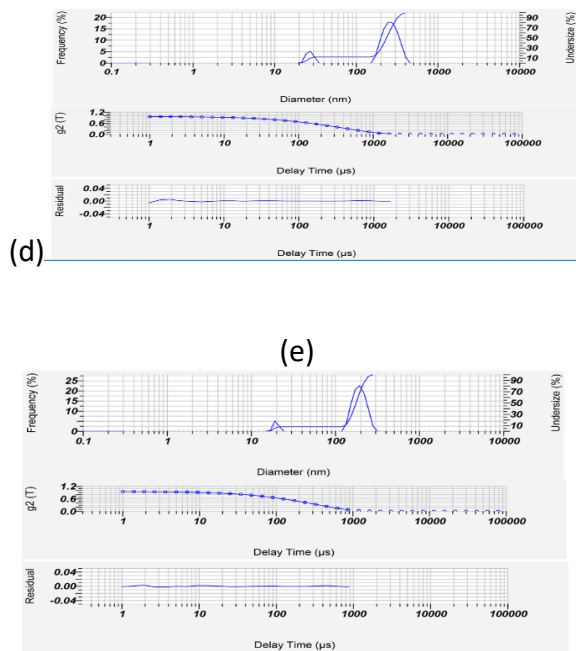 Frequency (%)
20
15
10
5
0
90
70
50
30
10
Undersize (%)
0.1 1 10 100 1000 10000
Diameter (nm)
g2 (T)
1.2
0.6
0.0
1 10 100 1000 10000 100000
Delay Time (µs)
Residual
0.04
0.00
-0.04
1 10 100 1000 10000 100000
Delay Time (µs)
(d)
(e)
Frequency (%)
25
20
15
10
5
0
90
70
50
30
10
Undersize (%)
0.1 1 10 100 1000 10000
Diameter (nm)
g2 (T)
1.2
0.6
0.0
1 10 100 1000 10000 100000
Delay Time (µs)
Residual
0.04
0.00
-0.04
1 10 100 1000 10000 100000
Delay Time (µs)